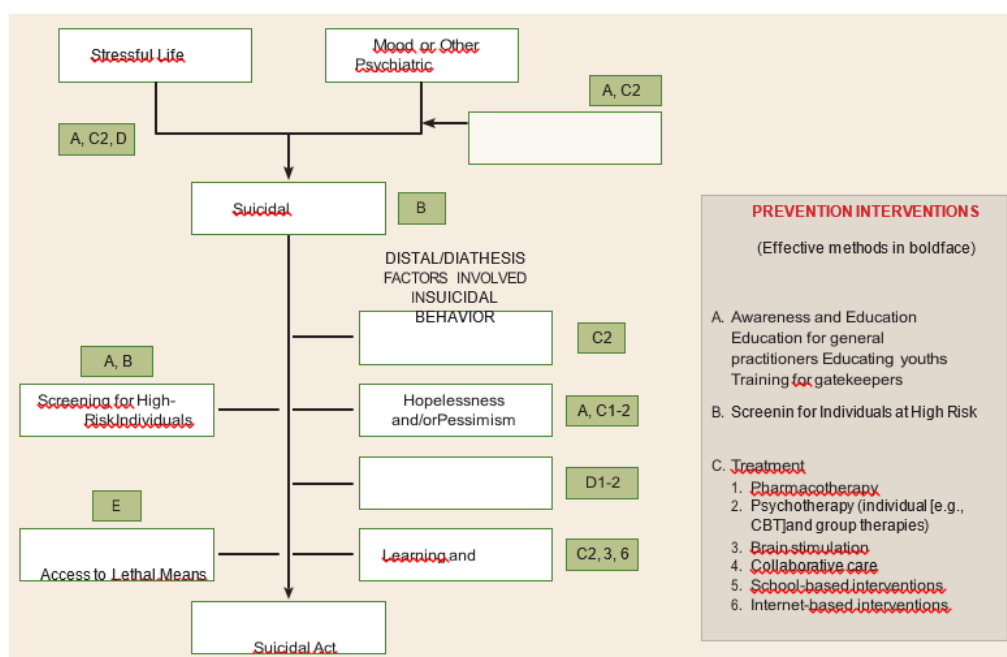 Stressful Life
Mood or Other
Psychiatric
A, C2
A, C2, D
Suicidal
B
DISTAL/DIATHESIS
FACTORS INVOLVED
INSUICIDAL
BEHAVIOR
C2
A, B
Screening for High-
RiskIndividuals
Hopelessness
and/orPessimism
A, C1-2
D1-2
E
Access to Lethal Means
Learning and
C2, 3, 6
Suicidal Act
PREVENTION INTERVENTIONS
(Effective methods in boldface)
A. Awareness and Education
Education for general
practitioners Educating youths
Training for gatekeepers
B. Screenin for Individuals at High Risk
C. Treatment
1. Pharmacotherapy
2. Psychotherapy (individual [e.g.,
CBT]and group therapies)
3. Brain stimulation
4. Collaborative care
5. School-based interventions
6. Internet-based interventions